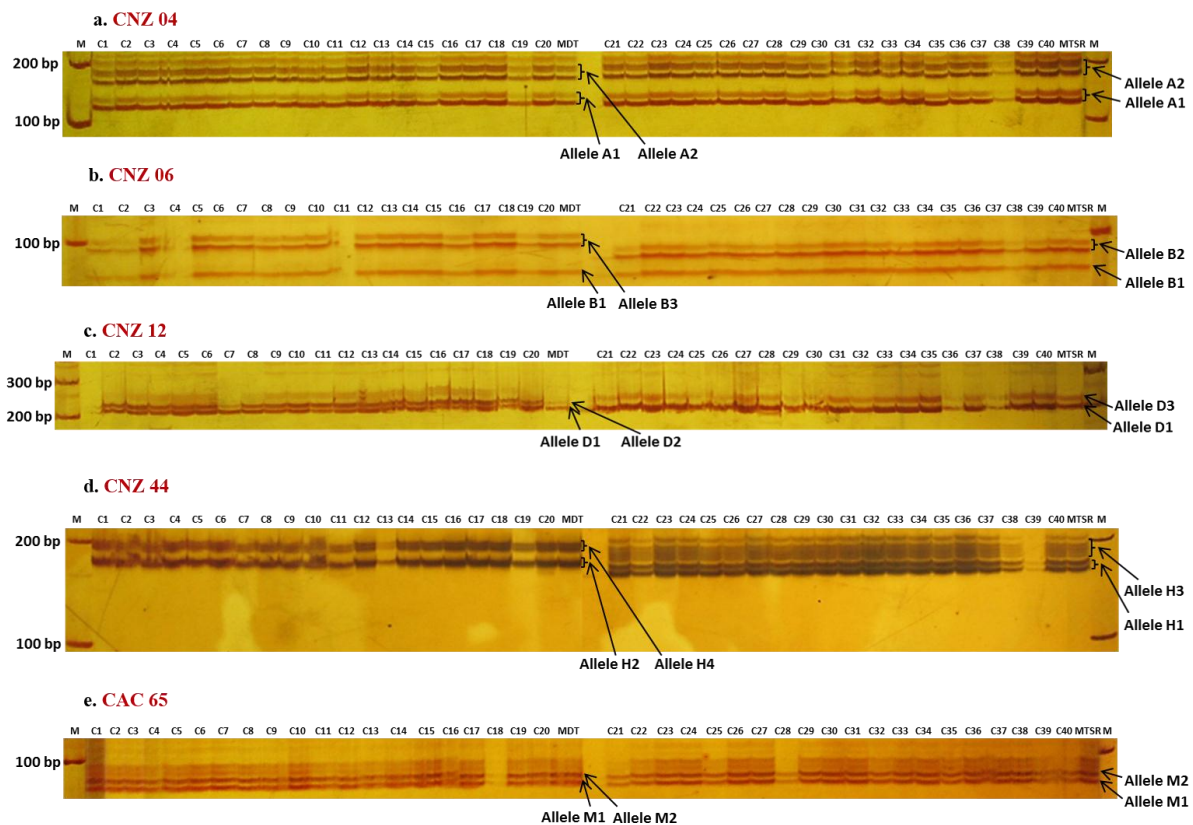 a. CNZ 04
M C1 C2 C3 C4 C5 C6 C7 C8 C9 C10 C11 C12 C13 C14 C15 C16 C17 C18 C19 C20 MDT C21 C22 C23 C24 C25 C26 C27 C28 C29 C30 C31 C32 C33 C34 C35 C36 C37 C38 C39 C40 MTSR M
200 bp
Allele A2
Allele A1
100 bp
Allele A1 Allele A2
b. CNZ 06
M C1 C2 C3 C4 C5 C6 C7 C8 C9 C10 C11 C12 C13 C14 C15 C16 C17 C18 C19 C20 MDT C21 C22 C23 C24 C25 C26 C27 C28 C29 C30 C31 C32 C33 C34 C35 C36 C37 C38 C39 C40 MTSR M
100 bp
Allele B2
Allele B1
Allele B1 Allele B3
c. CNZ 12
M C1 C2 C3 C4 C5 C6 C7 C8 C9 C10 C11 C12 C13 C14 C15 C16 C17 C18 C19 C20 MDT C21 C22 C23 C24 C25 C26 C27 C28 C29 C30 C31 C32 C33 C34 C35 C37 C38 C39 C40 MTSR M
300 bp
Allele D3
200 bp
Allele D1
Allele D1 Allele D2
d. CNZ 44
M C1 C2 C3 C4 C5 C6 C7 C8 C9 C10 C11 C12 C13 C14 C15 C16 C17 C19 C20 MDT C21 C22 C23 C24 C25 C26 C27 C28 C29 C30 C31 C32 C33 C34 C35 C36 C37 C38 C40 MTSR M
200 bp
Allele H3
Allele H1
100 bp
Allele H2 Allele H4
e. CAC 65
M C1 C2 C3 C4 C5 C6 C7 C8 C9 C10 C11 C12 C13 C14 C15 C16 C17 C18 C19 C20 MDT C21 C22 C23 C24 C25 C26 C27 C28 C29 C30 C31 C32 C33 C34 C35 C36 C37 C38 C39 C40 MTSR M
100 bp
Allele M2
Allele M1
Allele M1 Allele M2